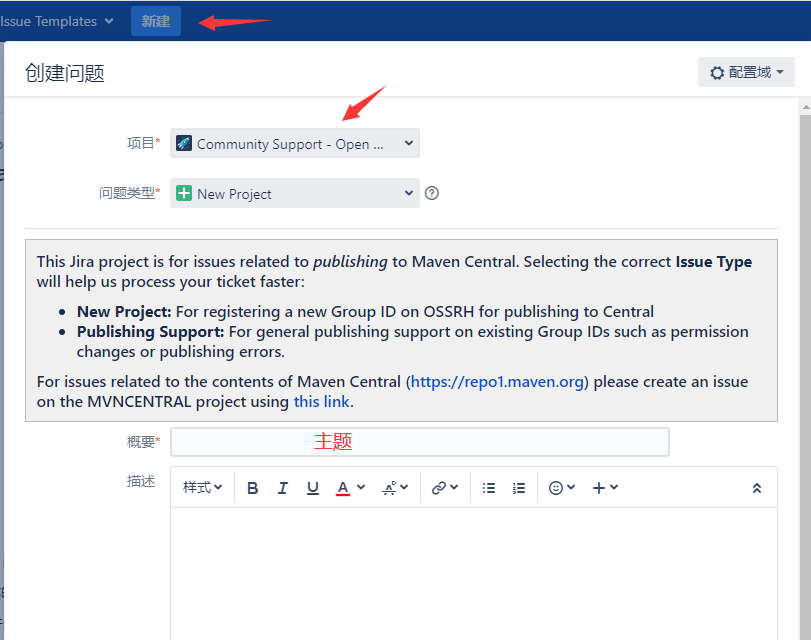 Issue Templates 新建
创建问题
配置域
项目* Community Support - Open ...
问题类型* New Project
This Jira project is for issues related to publishing to Maven Central. Selecting the correct Issue Type
will help us process your ticket faster:
• New Project: For registering a new Group ID on OSSRH for publishing to Central
• Publishing Support: For general publishing support on existing Group IDs such as permission
changes or publishing errors.
For issues related to the contents of Maven Central (https://repo1.maven.org) please create an issue
on the MVNCENTRAL project using this link.
概要* 主题
描述
样式 B I U A